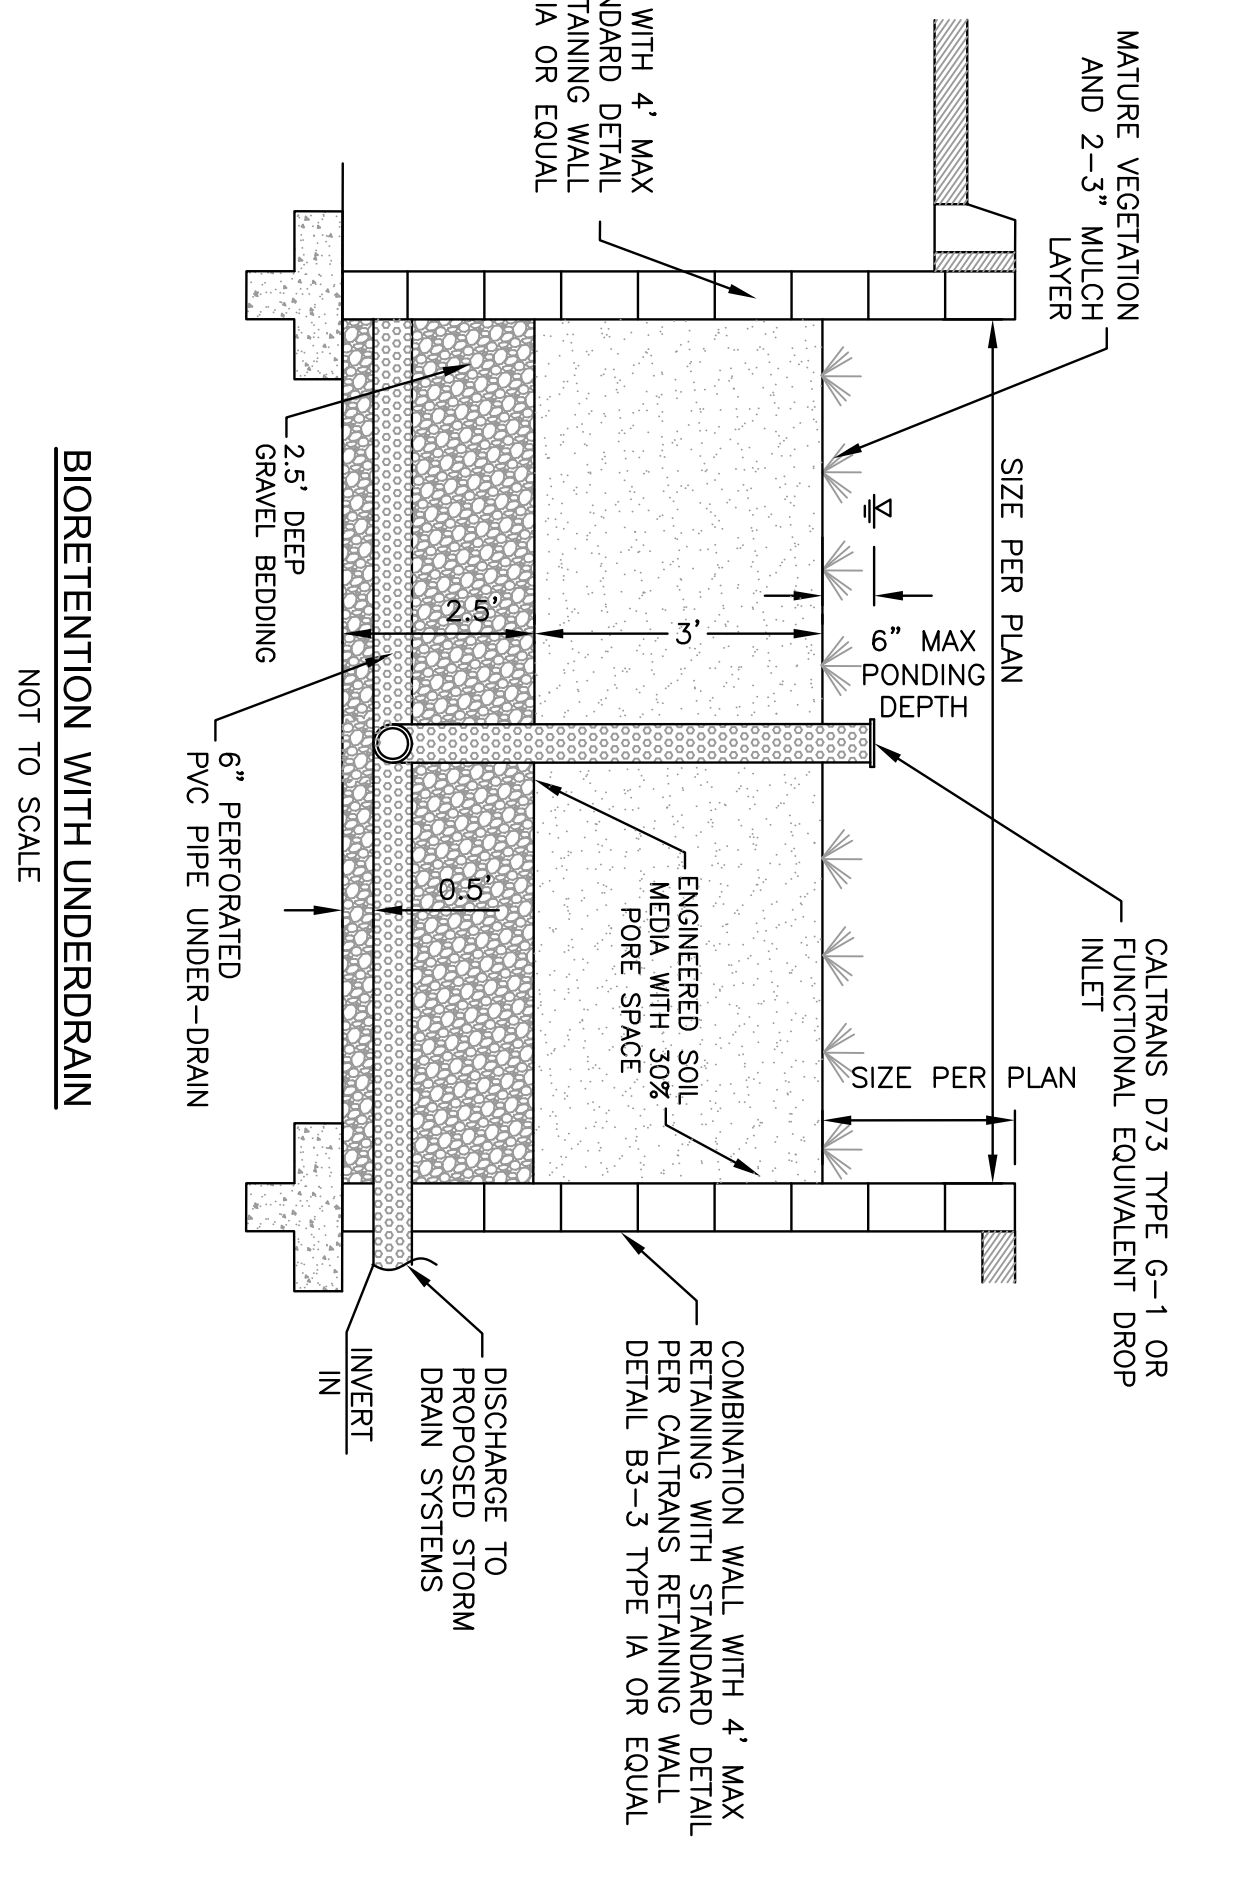 MATURE VEGETATION
AND 2-3" MULCH
LAYER
SIZE PER PLAN
CALTRANS D73 TYPE G-1 OR
FUNCTIONAL EQUIVALENT DROP
INLET
6" MAX
PONDING
DEPTH
SIZE PER PLAN
WITH 4' MAX
DETAIL
WALL
IA OR EQUAL
3'
2.5'
0.5'
ENGINEERED SOIL
MEDIA WITH 30%
PORE SPACE
COMBINATION WALL WITH 4' MAX
RETAINING WITH STANDARD DETAIL
PER CALTRANS RETAINING WALL
DETAIL B3-3 TYPE IA OR EQUAL
DISCHARGE TO
PROPOSED STORM
DRAIN SYSTEMS
INVERT
IN
2.5' DEEP
GRAVEL BEDDING
6" PERFORATED
PVC PIPE UNDER-DRAIN
BIORETENTION WITH UNDERDRAIN
NOT TO SCALE